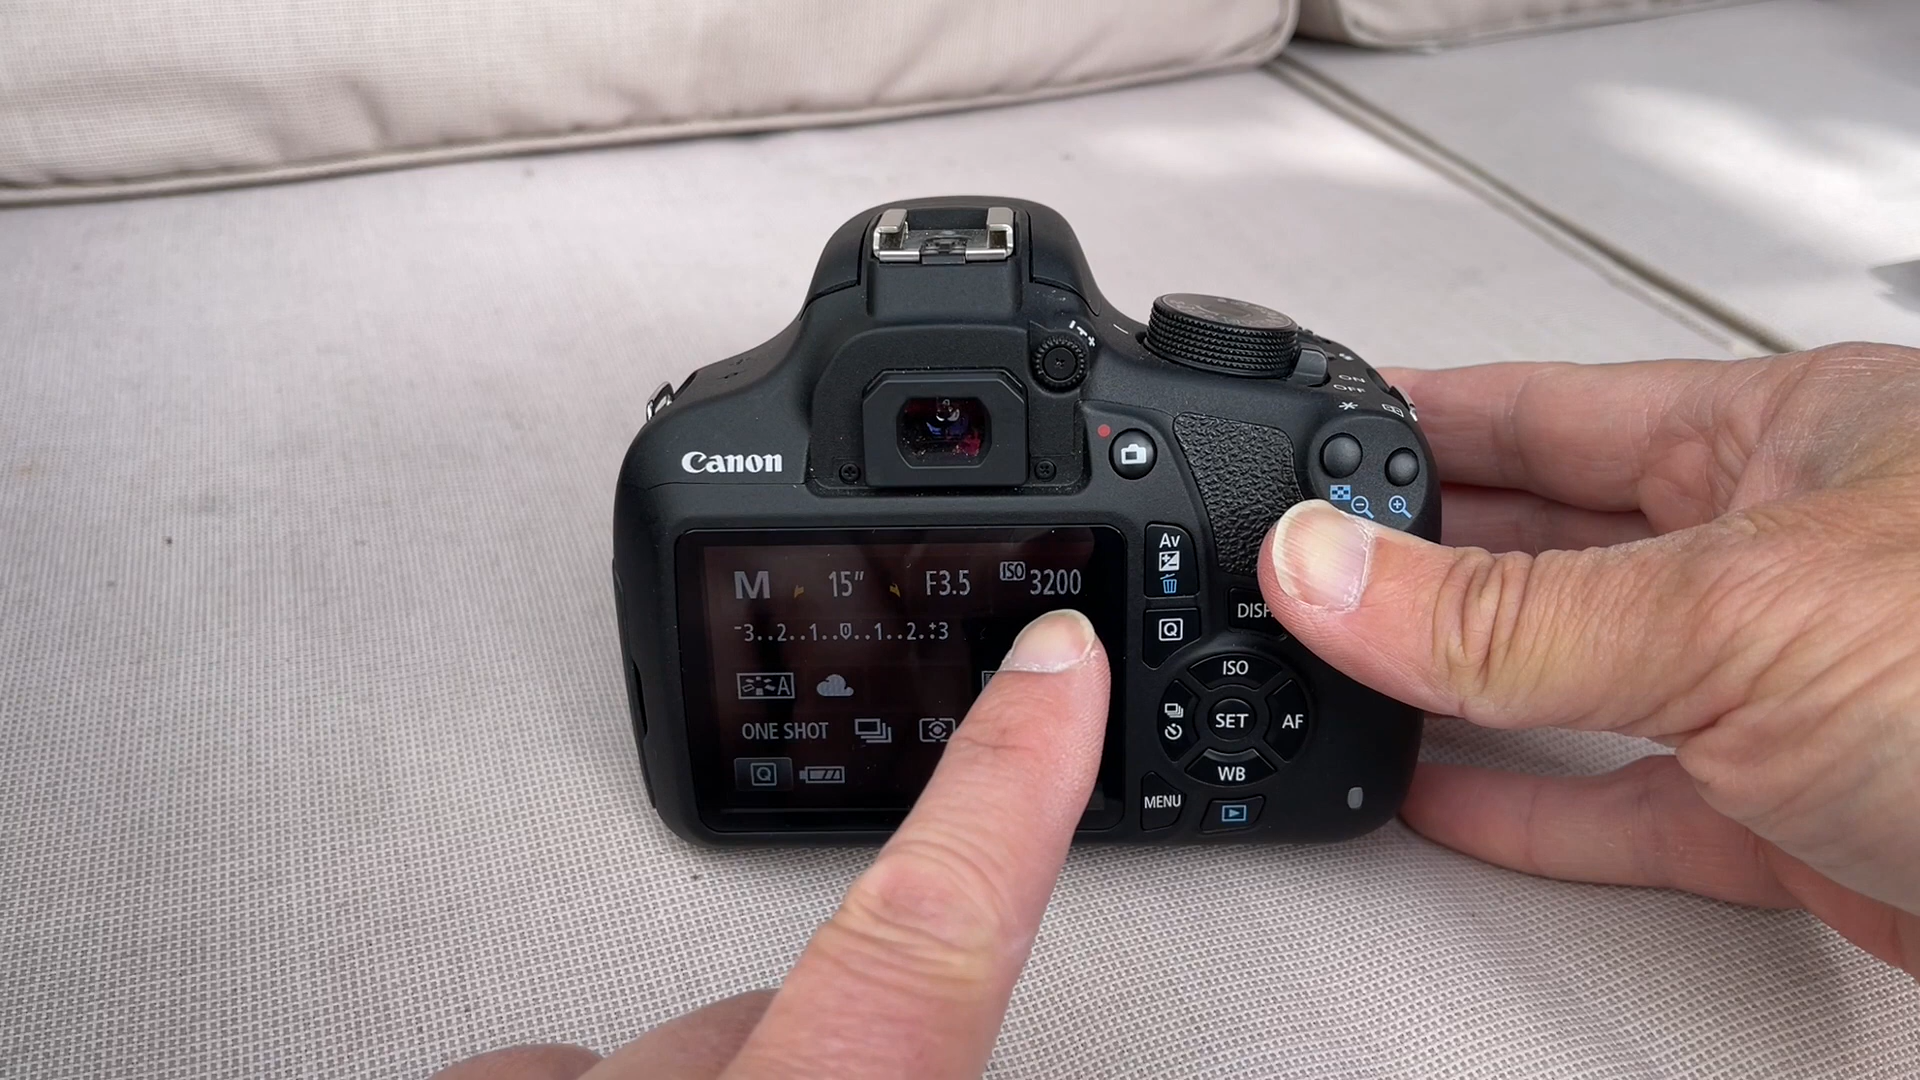 ON
OFF
Canon
Av
M 15" F3.5 ISO 3200
-3..2..1..0..1..2.:+3
Q
DISP
A
ISO
ONE SHOT
SET
AF
WB
Q
MENU